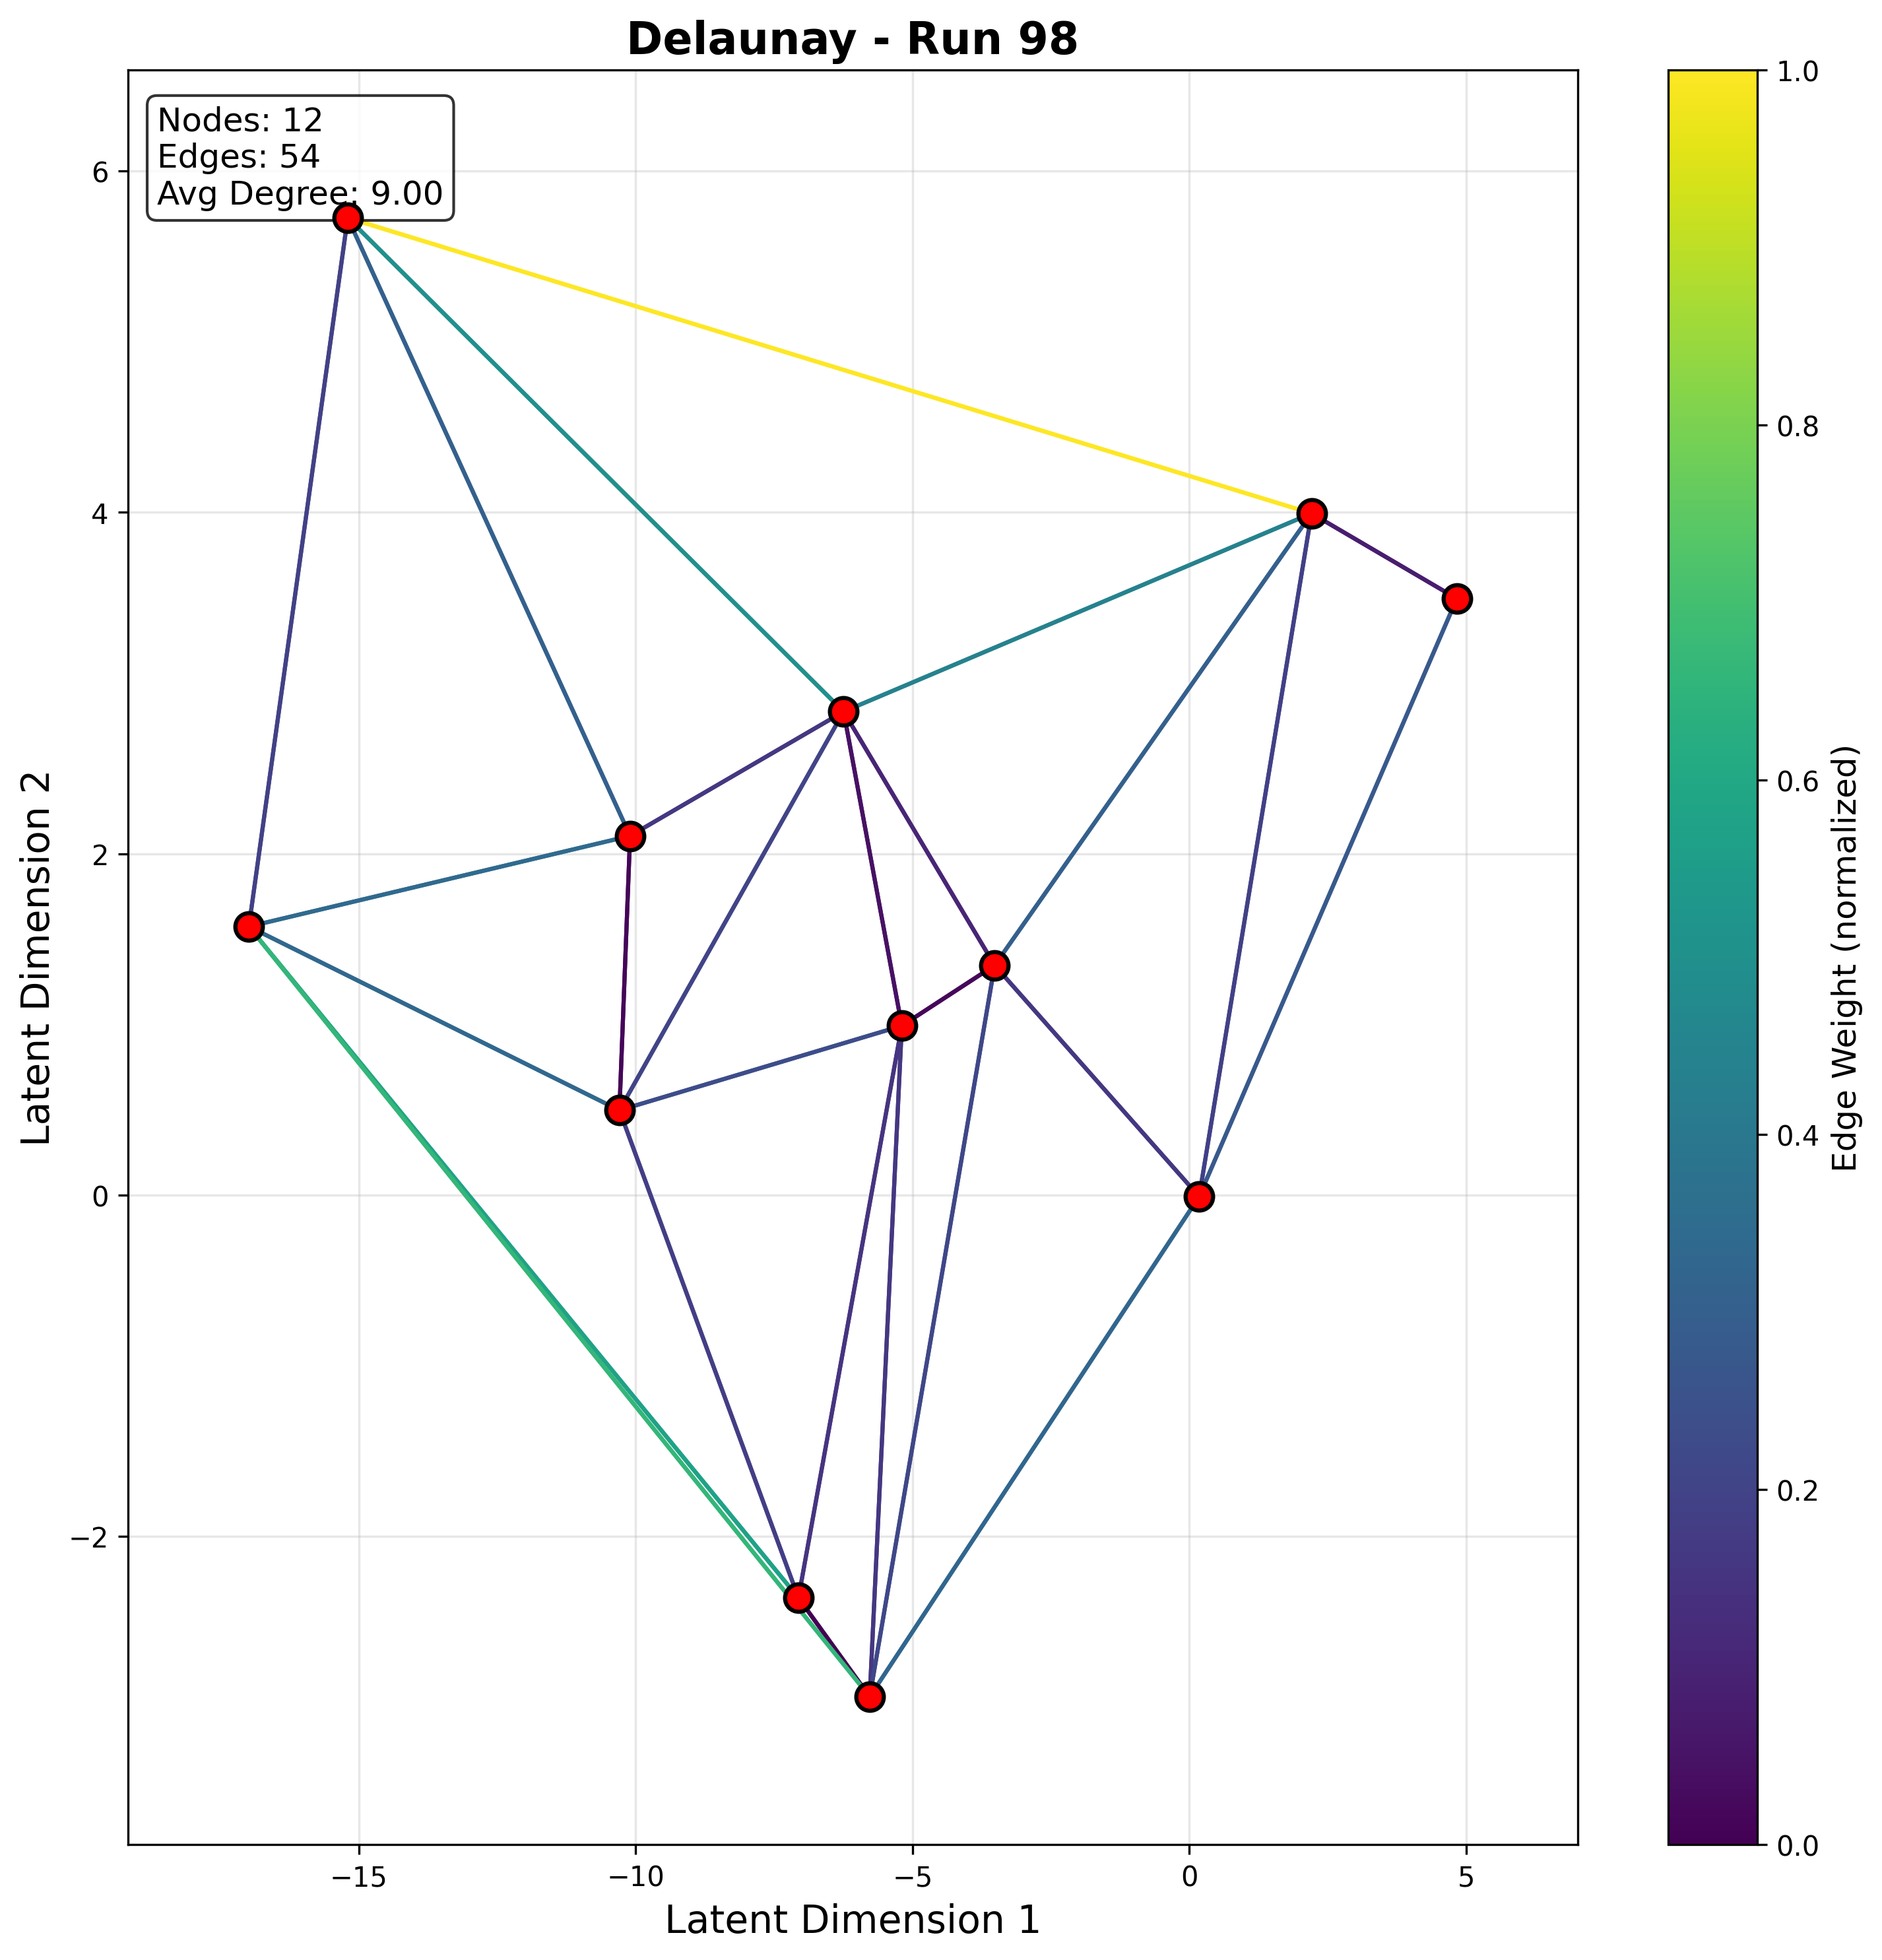 Delaunay - Run 98
Nodes: 12
Edges: 54
Avg Degree: 9.00
6
4
2
0
−2
−15
−10
−5
0
5
Latent Dimension 1
Latent Dimension 2
1.0
0.8
0.6
0.4
0.2
0.0
Edge Weight (normalized)